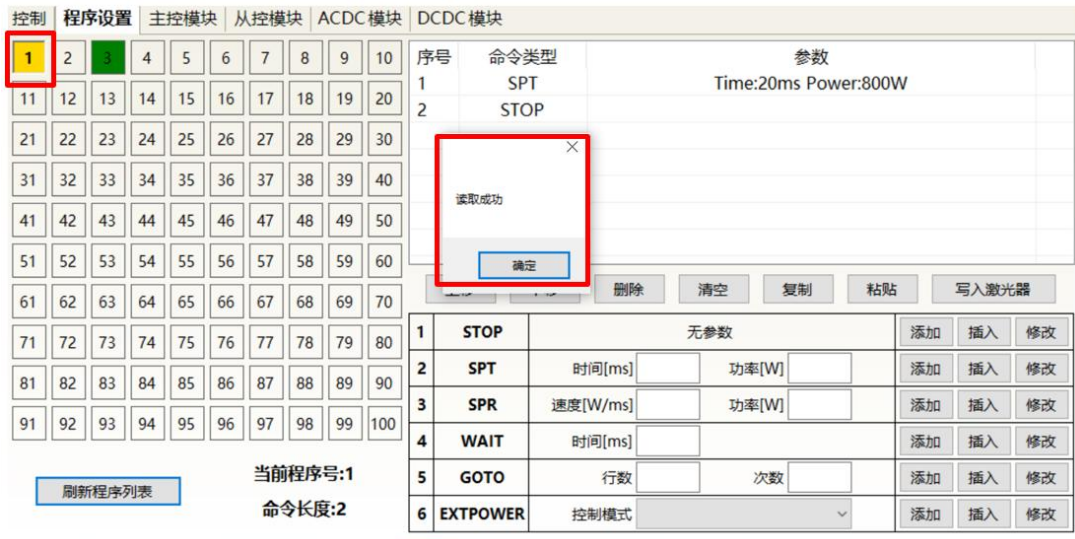 控制 程序设置 主控模块 从控模块 ACDC模块 DCDC模块
1 2 3 4 5 6 7 8 9 10
11 12 13 14 15 16 17 18 19 20
21 22 23 24 25 26 27 28 29 30
31 32 33 34 35 36 37 38 39 40
41 42 43 44 45 46 47 48 49 50
51 52 53 54 55 56 57 58 59 60
61 62 63 64 65 66 67 68 69 70
71 72 73 74 75 76 77 78 79 80
81 82 83 84 85 86 87 88 89 90
91 92 93 94 95 96 97 98 99 100
刷新程序列表
当前程序号:1
命令长度:2
序号 命令类型 参数
1 SPT Time:20ms Power:800W
2 STOP
读取成功
确定
删除 清空 复制 粘贴 写入激光器
1 STOP 无参数 添加 插入 修改
2 SPT 时间[ms] 功率[W] 添加 插入 修改
3 SPR 速度[W/ms] 功率[W] 添加 插入 修改
4 WAIT 时间[ms] 添加 插入 修改
5 GOTO 行数 次数 添加 插入 修改
6 EXTPOWER 控制模式 添加 插入 修改